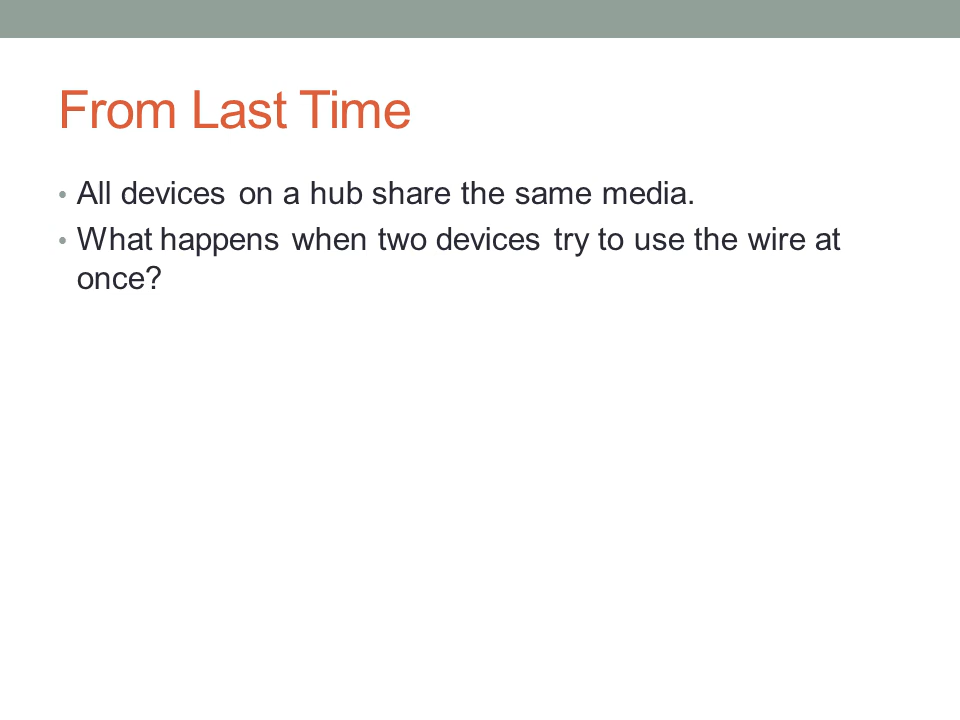 From Last Time
• All devices on a hub share the same media.
• What happens when two devices try to use the wire at
once?